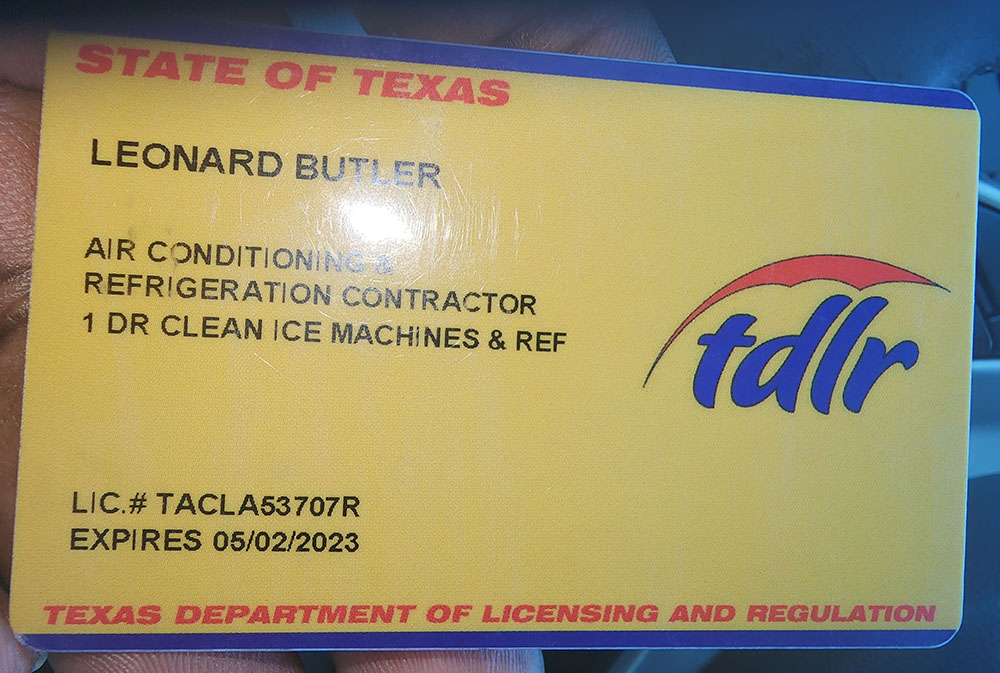 STATE OF TEXAS
LEONARD BUTLER
AIR CONDITIONING &
REFRIGERATION CONTRACTOR
1 DR CLEAN ICE MACHINES & REF
tdlr
LIC.# TACLA53707R
EXPIRES 05/02/2023
TEXAS DEPARTMENT OF LICENSING AND REGULATION